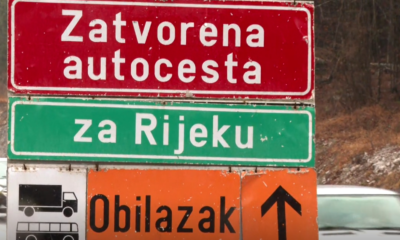 Zatvorena
autocesta
za Rijeku
Obilazak